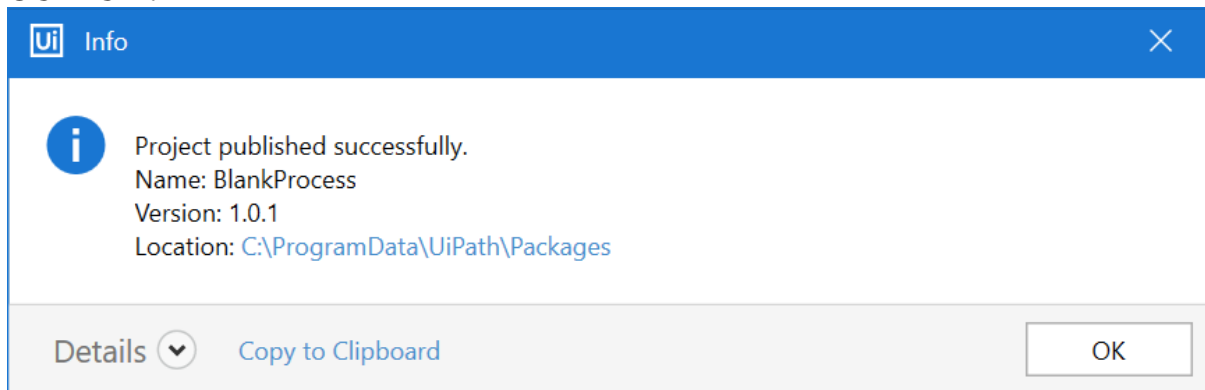 Ui Info
i
Project published successfully.
Name: BlankProcess
Version: 1.0.1
Location: C:\ProgramData\UiPath\Packages
Details Copy to Clipboard OK